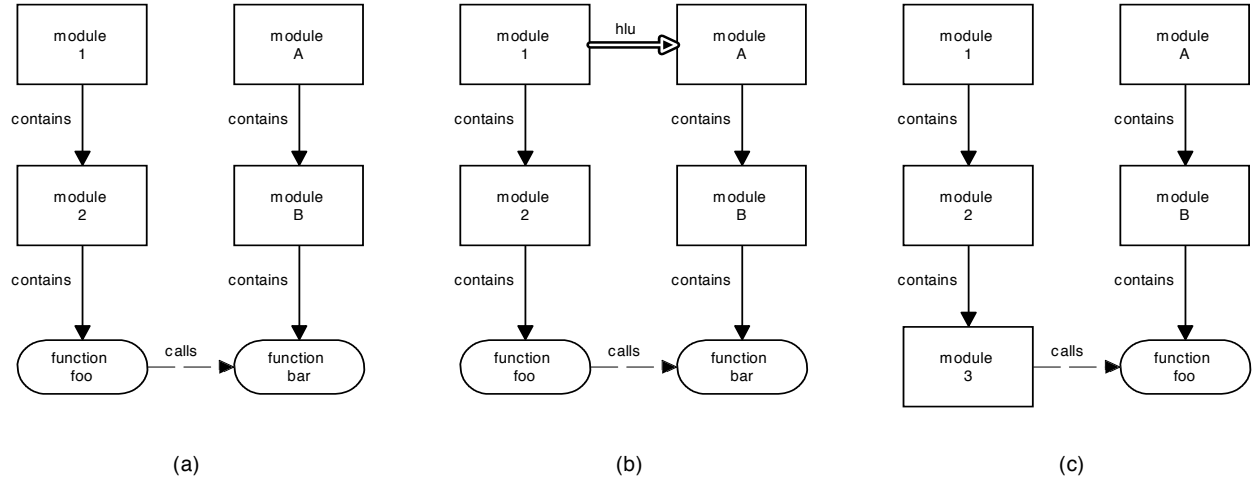 module
1
module
A
contains
contains
module
2
module
B
contains
contains
function
foo
calls
function
bar
(a)
module
1
hlu
module
A
contains
contains
module
2
module
B
contains
contains
function
foo
calls
function
bar
(b)
module
1
module
A
contains
contains
module
2
module
B
contains
contains
module
3
calls
function
foo
(c)